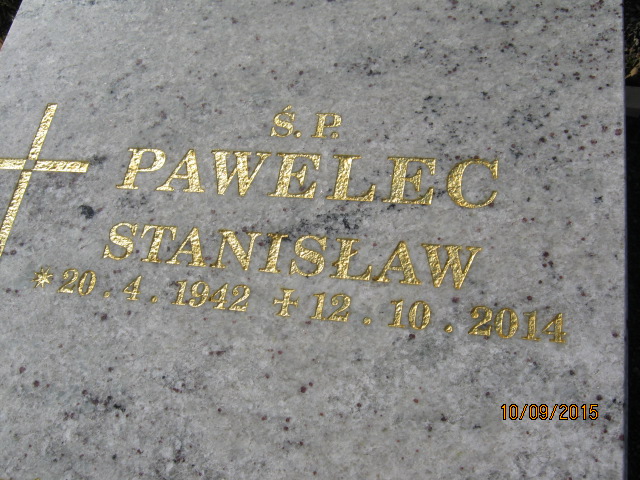 Ś. P.
PAWELEC
STANISŁAW
*20.4.1942 +12.10.2014
10/09/2015